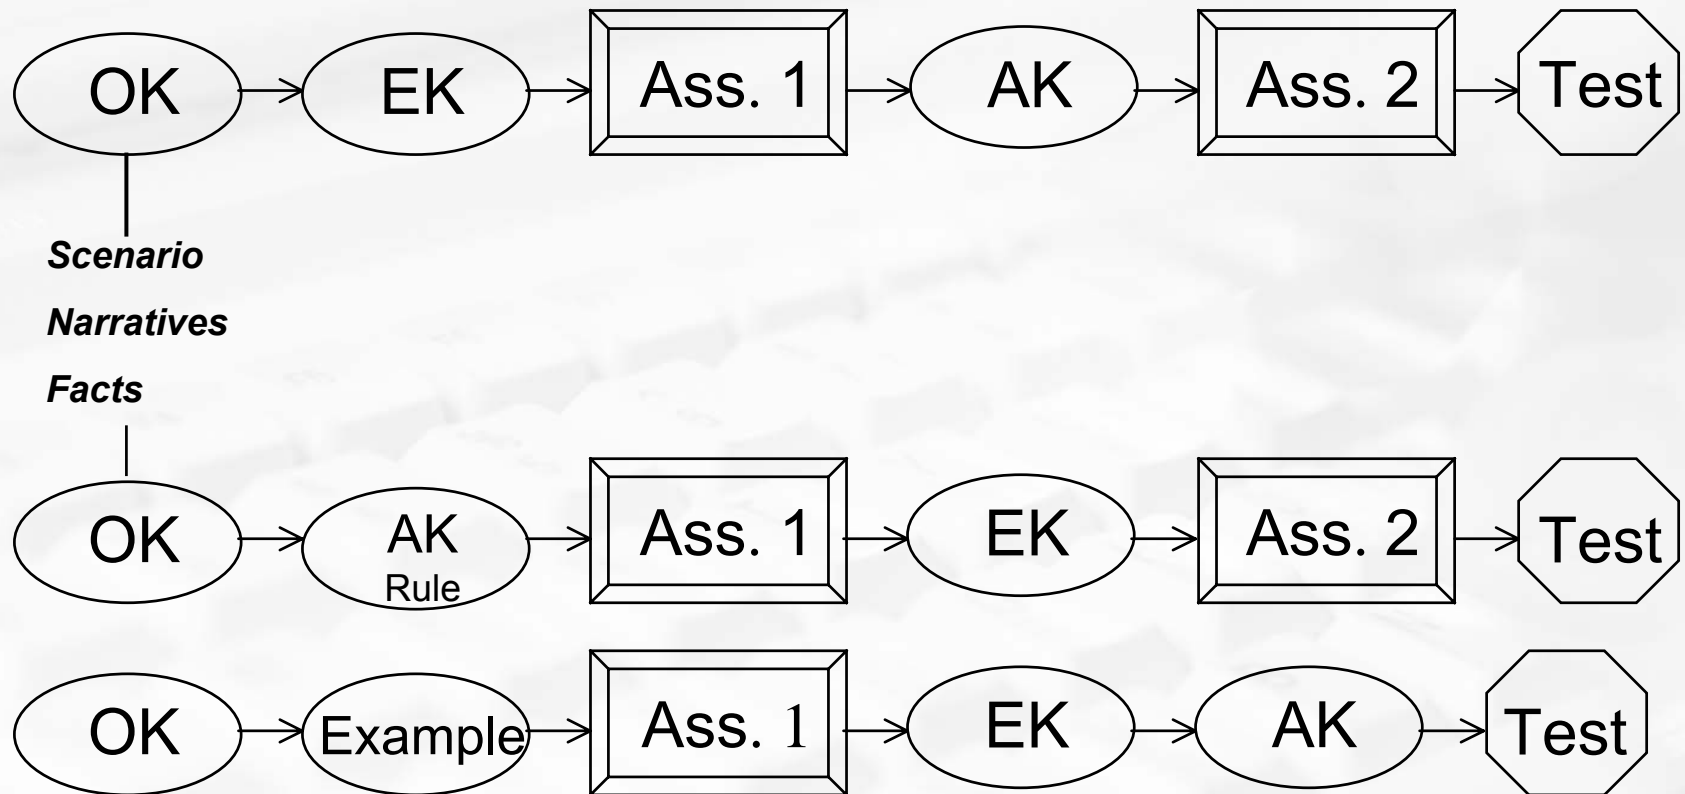 OK EK Ass. 1 AK Ass. 2 Test
Scenario
Narratives
Facts
OK AK Ass. 1 EK Ass. 2 Test
Rule
OK Example Ass. 1 EK AK Test